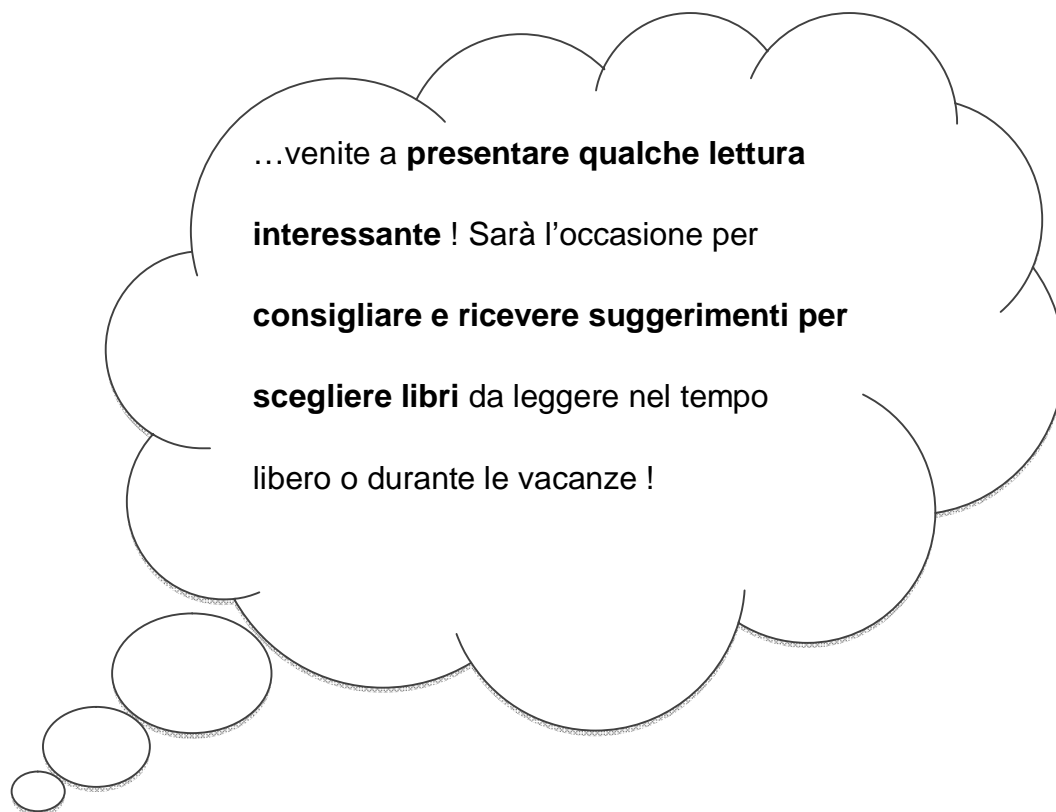 …venite a presentare qualche lettura
interessante ! Sarà l’occasione per
consigliare e ricevere suggerimenti per
scegliere libri da leggere nel tempo
libero o durante le vacanze !